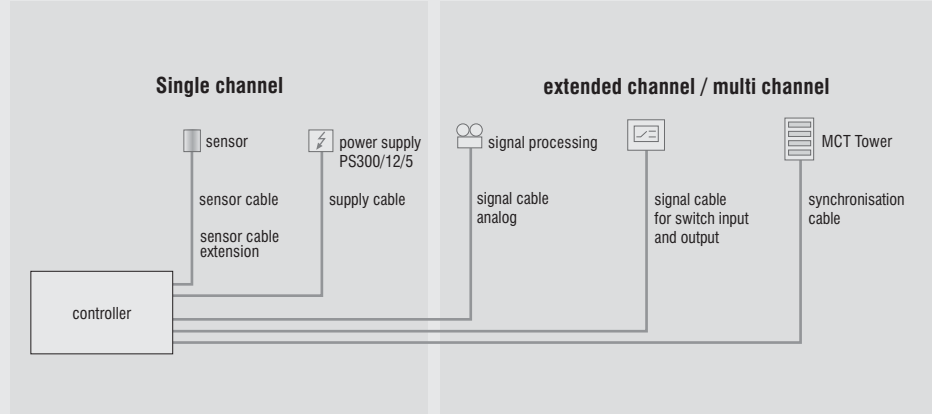 Single channel
extended channel / multi channel
sensor
power supply
PS300/12/5
signal processing
MCT Tower
sensor cable
supply cable
signal cable
analog
signal cable
for switch input
and output
synchronisation
cable
sensor cable
extension
controller